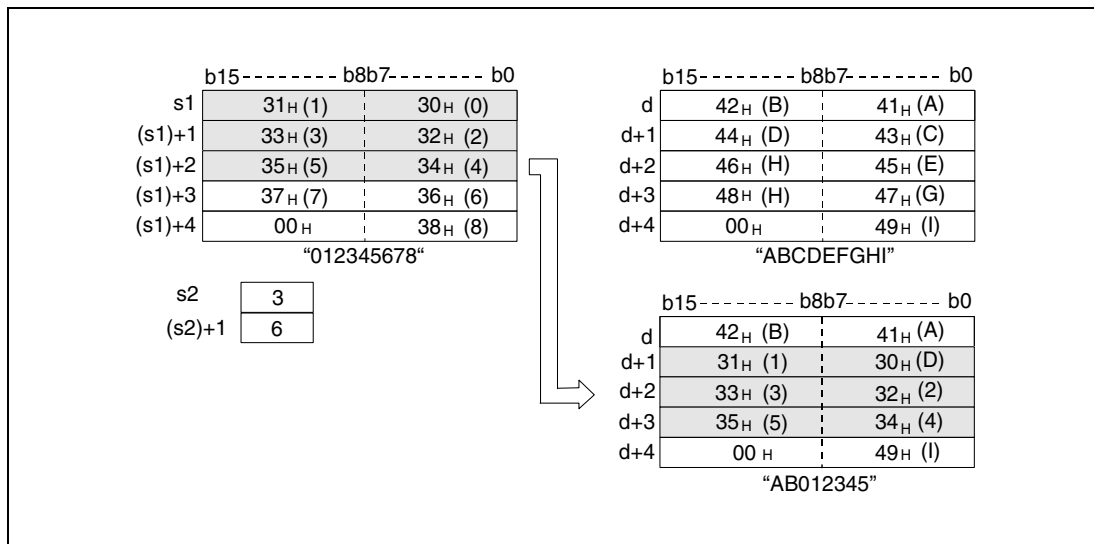 b15 ------- b8b7 ------- b0
s1 31H (1) 30H (0)
(s1)+1 33H (3) 32H (2)
(s1)+2 35H (5) 34H (4)
(s1)+3 37H (7) 36H (6)
(s1)+4 00H 38H (8)
“012345678“
s2 3
(s2)+1 6
b15 ------- b8b7 ------- b0
d 42H (B) 41H (A)
d+1 44H (D) 43H (C)
d+2 46H (H) 45H (E)
d+3 48H (H) 47H (G)
d+4 00H 49H (I)
“ABCDEFGHI”
b15 ------- b8b7 ------- b0
d 42H (B) 41H (A)
d+1 31H (1) 30H (D)
d+2 33H (3) 32H (2)
d+3 35H (5) 34H (4)
d+4 00H 49H (I)
“AB012345”